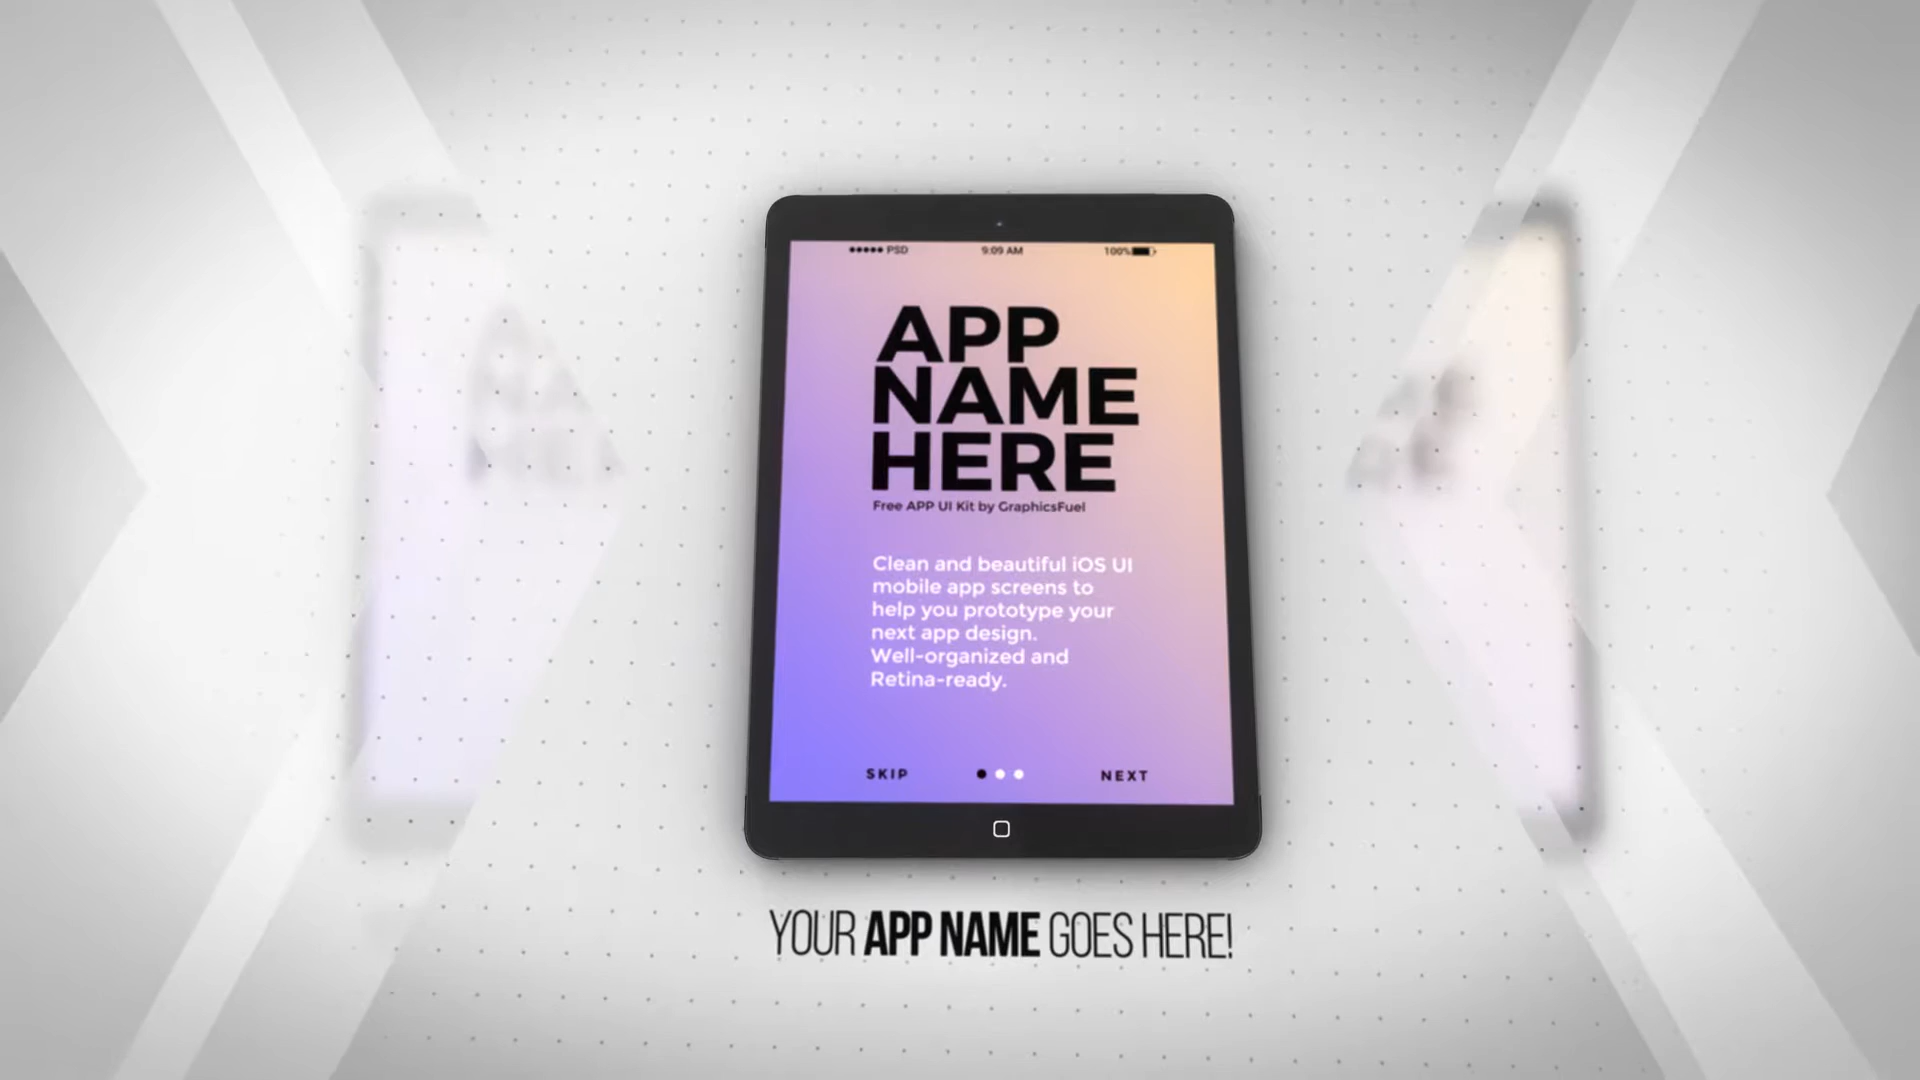 ●●●●● PSD 9:09 AM 100%
APP
NAME
HERE
Free APP UI Kit by GraphicsFuel
Clean and beautiful iOS UI
mobile app screens to
help you prototype your
next app design.
Well-organized and
Retina-ready.
SKIP NEXT
YOUR APP NAME GOES HERE!